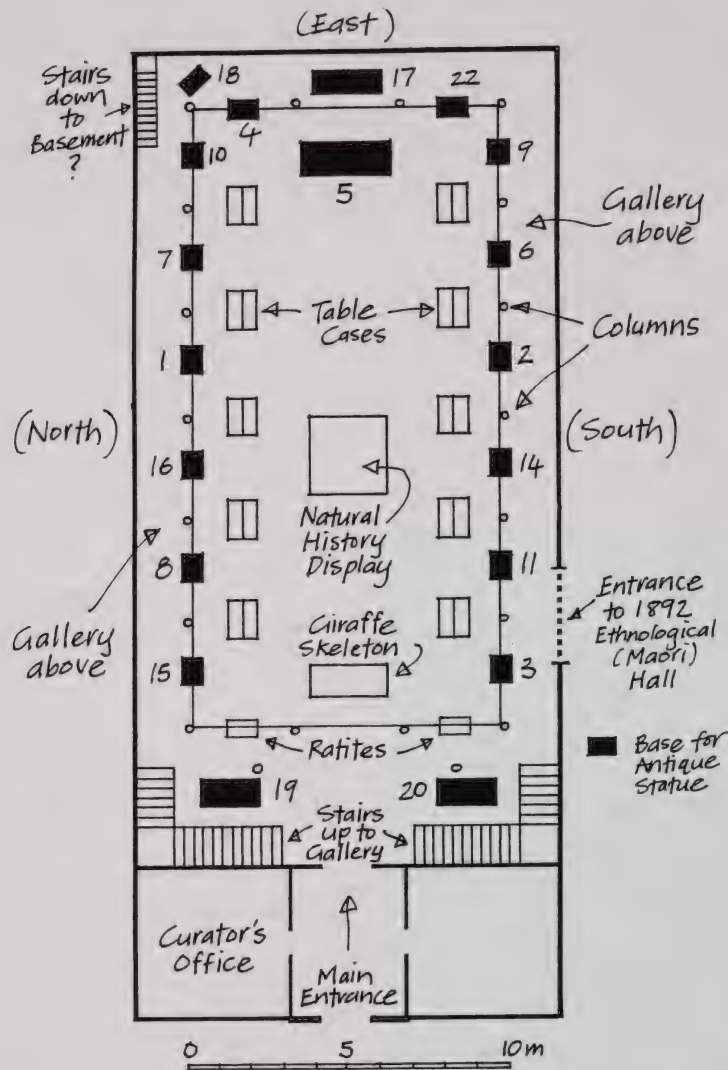 (East)
Stairs
down
to
Basement
?
18
17
22
4
10
9
5
Gallery
above
7
6
Table
Cases
Columns
1
2
(North)
(South)
16
14
Natural
History
Display
8
11
Entrance
to 1892
Ethnological
(Maori)
Hall
Gallery
above
Giraffe
Skeleton
15
3
Ratites
Base for
Antique
Statue
19
20
Stairs
up to
Gallery
Curator's
Office
Main
Entrance
0 5 10m